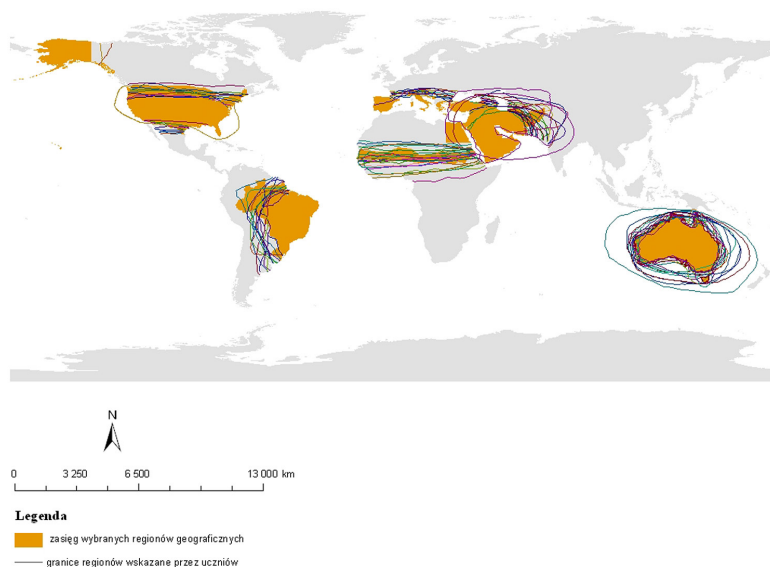 N
0 3 250 6 500 13 000 km
Legenda
zasięg wybranych regionów geograficznych
granice regionów wskazane przez uczniów